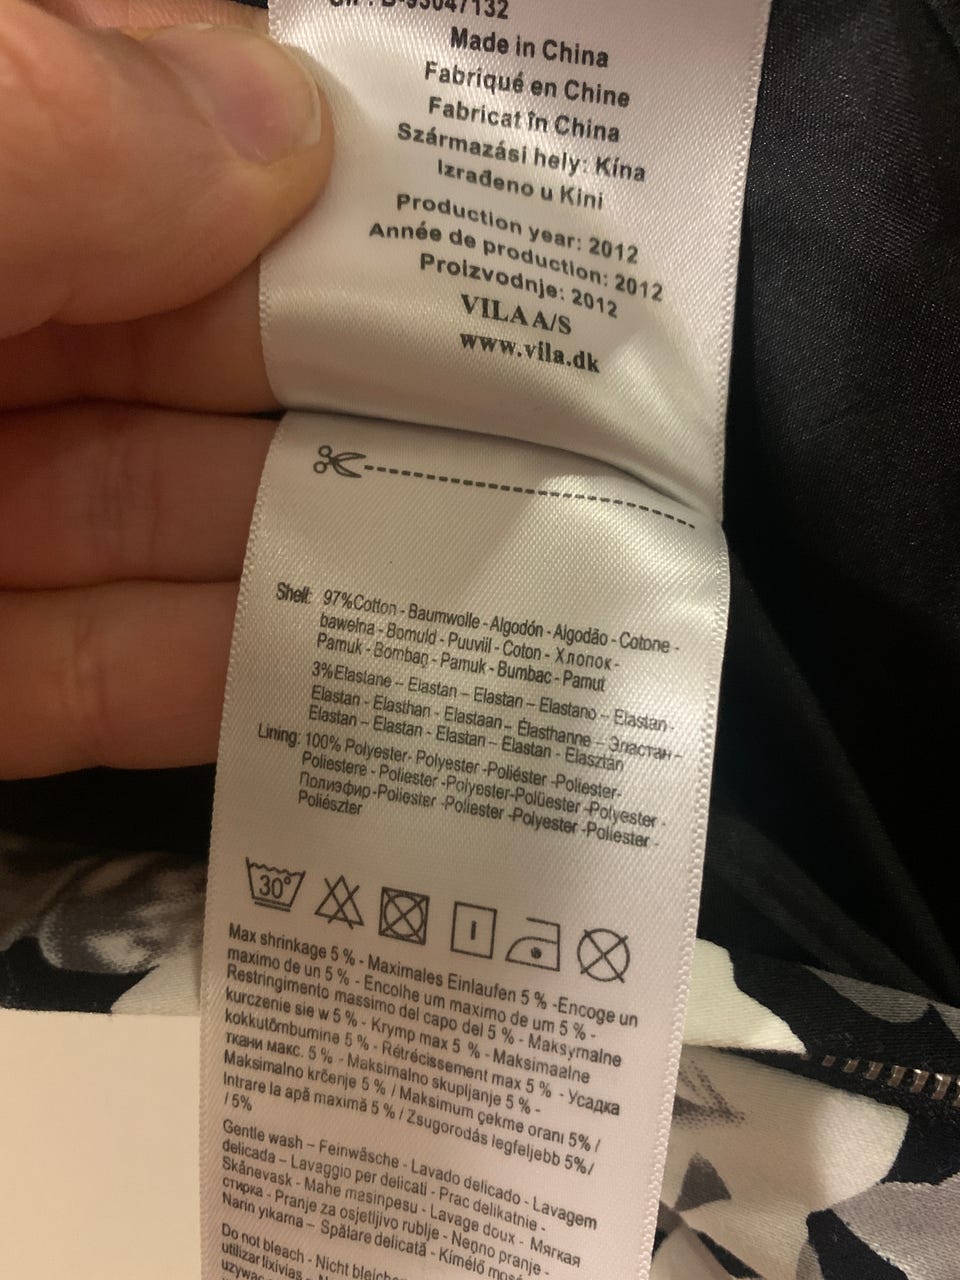 Made in China
Fabriqué en Chine
Fabricat în China
Származási hely: Kína
Izrađeno u Kini
Production year: 2012
Année de production: 2012
Proizvodnje: 2012
VILA A/S
www.vila.dk
Shell: 97%Cotton - Baumwolle - Algodón - Algodão - Cotone -
bawełna - Bomuld - Puuvill - Coton - Хлопок -
Pamuk - Bombaņ - Pamuk - Bumbac - Pamut
3%Elastane – Elastan – Elastan – Elastano – Elastan -
Elastan - Elasthan - Elastaan – Elasthanne – Эластан –
Elastan – Elastan - Elastan – Elastan - Elasztán
Lining: 100% Polyester- Polyester -Poliéster -Poliester-
Poliestere - Poliester -Polyester-Polüester -Polyester -
Полиэфир -Poliester -Poliester -Polyester -Poliester -
Poliészter
30°
Max shrinkage 5 % - Maximales Einlaufen 5 % -Encoge un
maximo de un 5 % - Encolhe um maximo de um 5 % -
Restringimento massimo del capo del 5 % - Maksymalne
kurczenie sie w 5% - Krymp max 5 % - Maksimaalne
kokkutõmbumine 5% - Rétrécissement max 5 % - Усадка
ткани макс. 5 % - Maksimalno skupljanje 5 % -
Maksimalno krčenje 5 % / Maksimum çekme oranı 5% /
Intrare la apă maximă 5 % / Zsugorodás legfeljebb 5%/
/ 5%
Gentle wash – Feinwäsche - Lavado delicado - Lavagem
delicada – Lavaggio per delicati - Prac delikatnie -
Skånevask - Mahe masinpesu - Lavage doux - Мягкая
стирка - Pranje za osjetljivo rublje - Nežno pranje -
Narin yıkama – Spălare delicată - Kímélő
Do not bleach - Nicht
utilizar lixivias